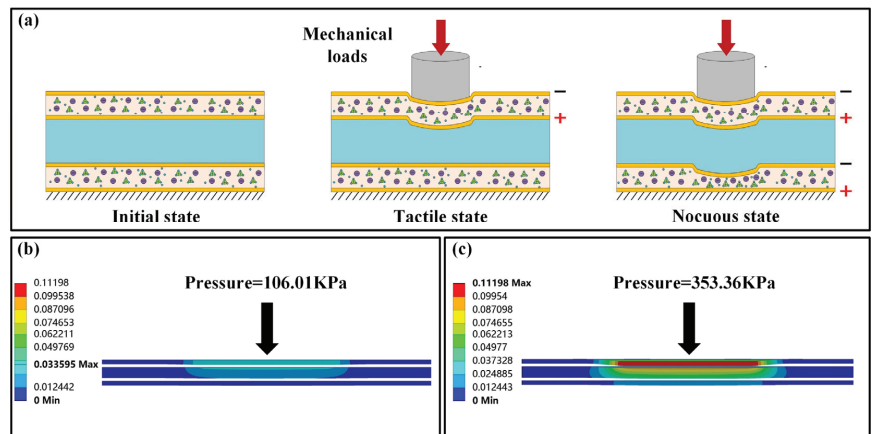 (a)
Mechanical
loads
−
+
−
+
−
+
Initial state
Tactile state
Nocuous state
(b)
Pressure=106.01KPa
0.11198
0.099538
0.087096
0.074653
0.062211
0.049769
0.033595 Max
0.012442
0 Min
(c)
Pressure=353.36KPa
0.11198 Max
0.09954
0.087098
0.074655
0.062213
0.04977
0.037328
0.024885
0.012443
0 Min